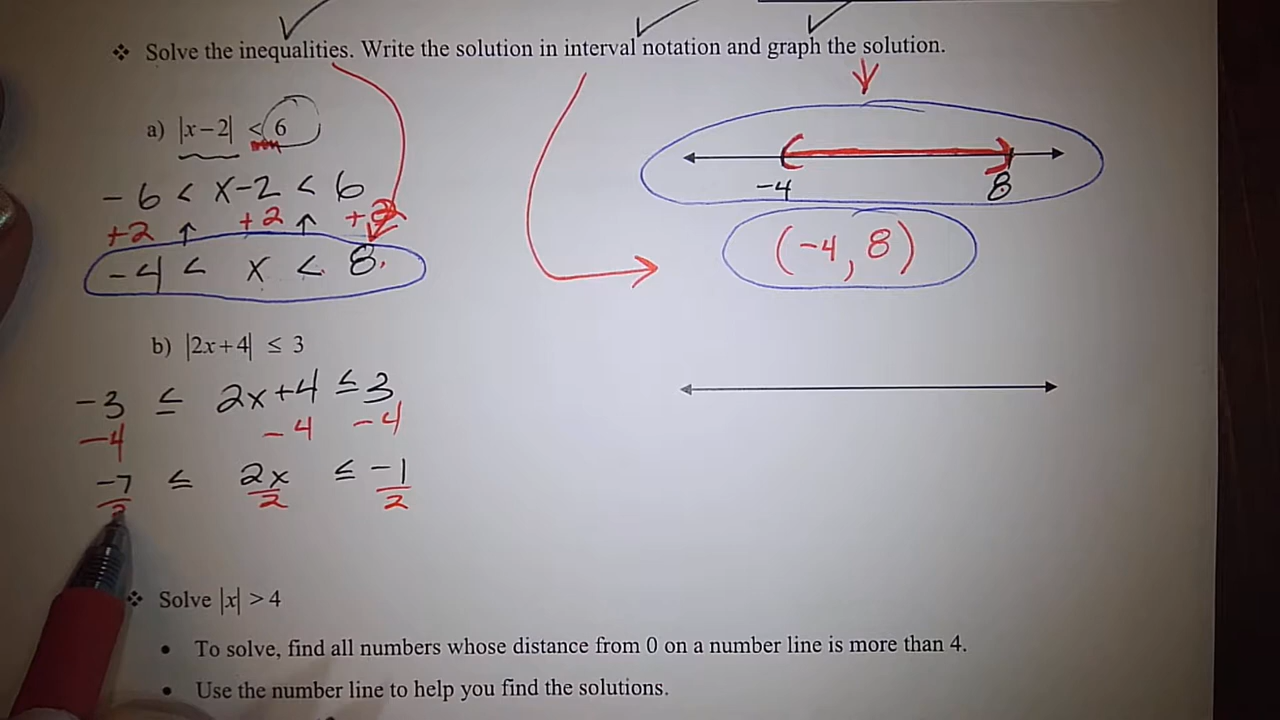 ❖ Solve the inequalities. Write the solution in interval notation and graph the solution.
a) |x−2| < 6
-6 < x-2 < 6
+2 +2 +2
-4 < x < 8
-4 8
(-4, 8)
b) |2x+4| ≤ 3
-3 ≤ 2x+4 ≤ 3
-4 -4 -4
-7 ≤ 2x ≤ -1
2 2
❖ Solve |x| > 4
• To solve, find all numbers whose distance from 0 on a number line is more than 4.
• Use the number line to help you find the solutions.